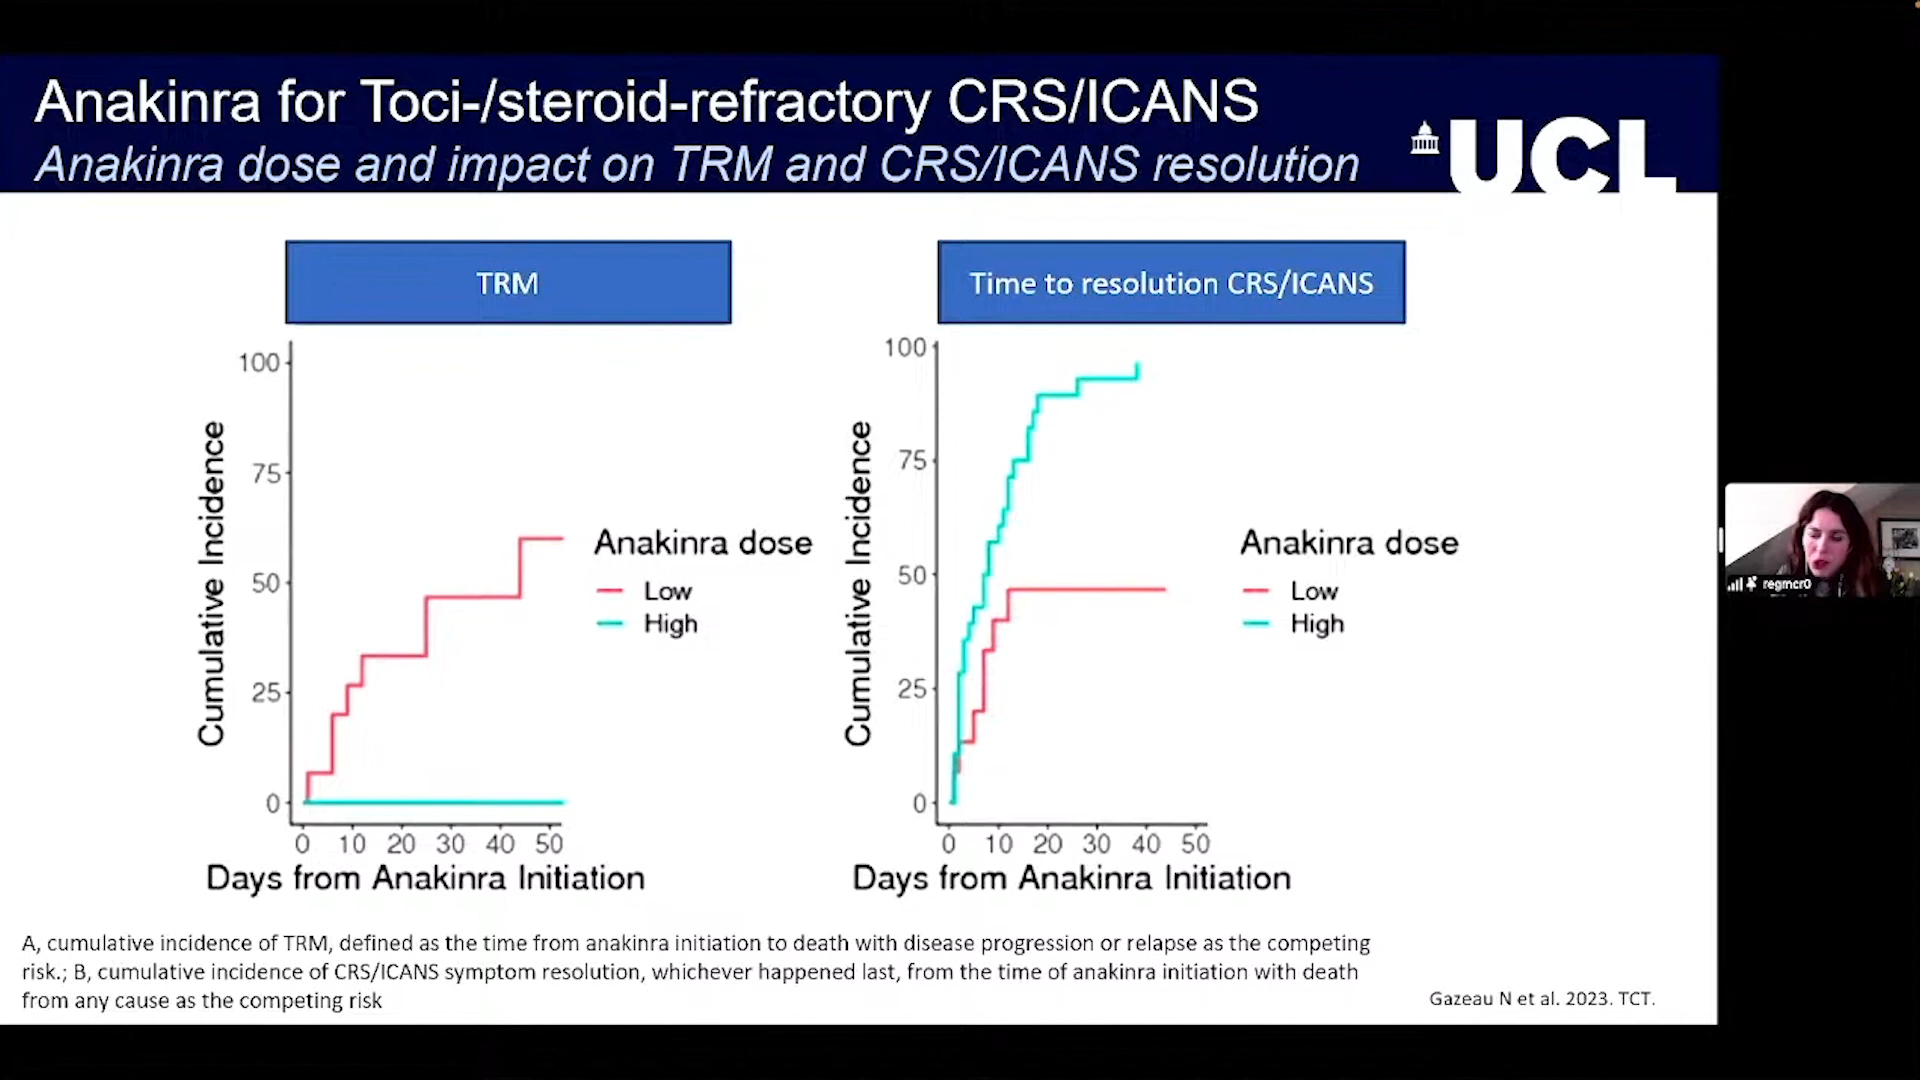 Anakinra for Toci-/steroid-refractory CRS/ICANS
Anakinra dose and impact on TRM and CRS/ICANS resolution
UCL
TRM
100
75
50
25
0
Cumulative Incidence
0 10 20 30 40 50
Days from Anakinra Initiation
Anakinra dose
Low
High
Time to resolution CRS/ICANS
100
75
50
25
0
Cumulative Incidence
0 10 20 30 40 50
Days from Anakinra Initiation
Anakinra dose
Low
High
regmcr0
A, cumulative incidence of TRM, defined as the time from anakinra initiation to death with disease progression or relapse as the competing
risk.; B, cumulative incidence of CRS/ICANS symptom resolution, whichever happened last, from the time of anakinra initiation with death
from any cause as the competing risk
Gazeau N et al. 2023. TCT.